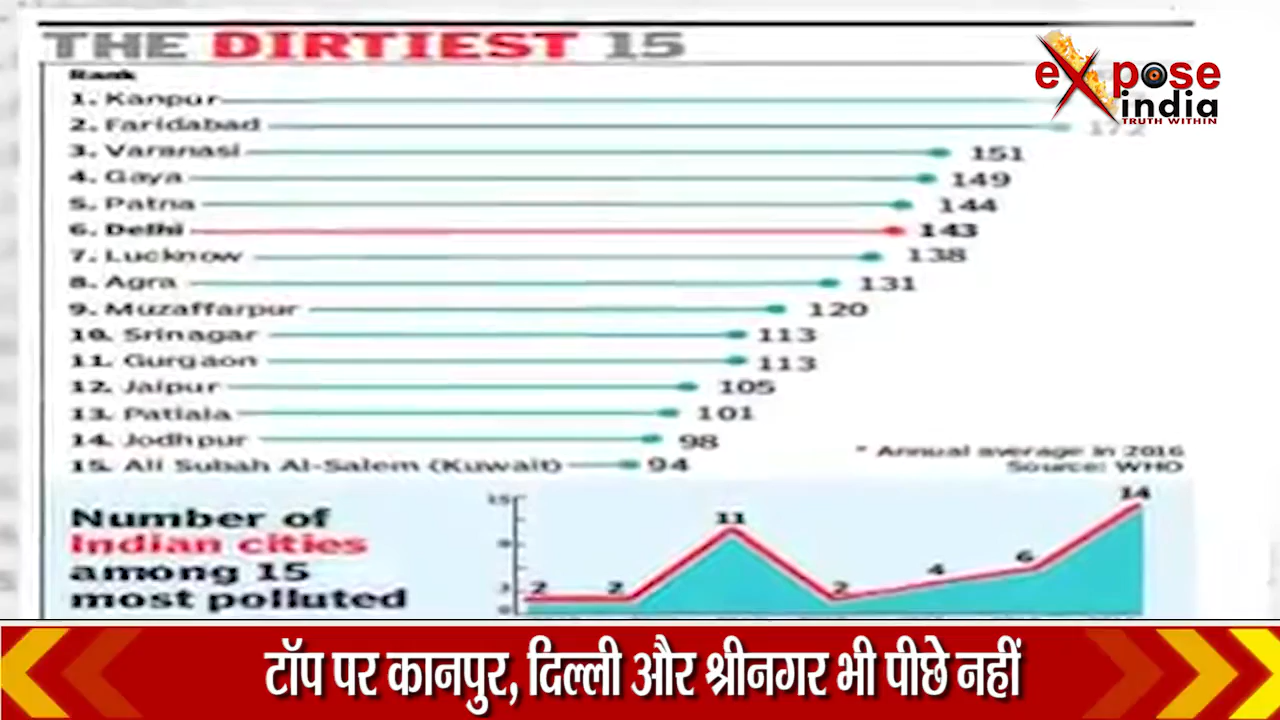 THE DIRTIEST 15
expose
india
TRUTH WITHIN
Rank
1. Kanpur
2. Faridabad 172
3. Varanasi 151
4. Gaya 149
5. Patna 144
6. Delhi 143
7. Lucknow 138
8. Agra 131
9. Muzaffarpur 120
10. Srinagar 113
11. Gurgaon 113
12. Jaipur 105
13. Patiala 101
14. Jodhpur 98
15. Ali Subah Al-Salem (Kuwait) 94
* Annual average in 2016
Source: WHO
Number of
Indian cities
among 15
most polluted
15
0
2 2 11 2 4 6 14
टॉप पर कानपुर, दिल्ली और श्रीनगर भी पीछे नहीं